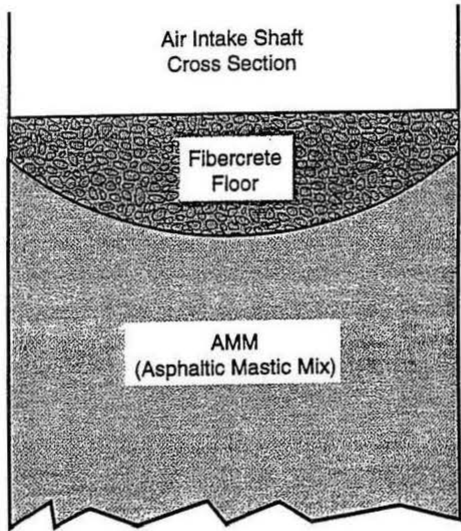 Air Intake Shaft
Cross Section
Fibercrete
Floor
AMM
(Asphaltic Mastic Mix)